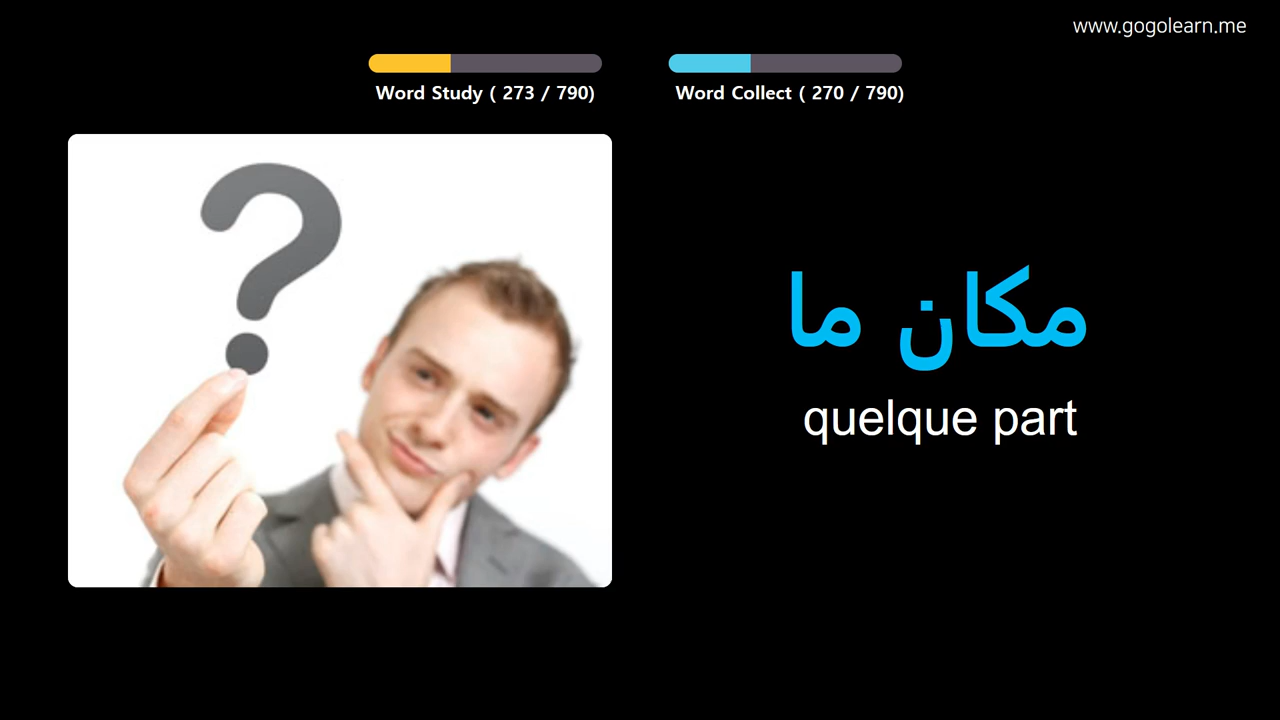 www.gogolearn.me
Word Study ( 273 / 790)
Word Collect ( 270 / 790)
?
مكان ما
quelque part